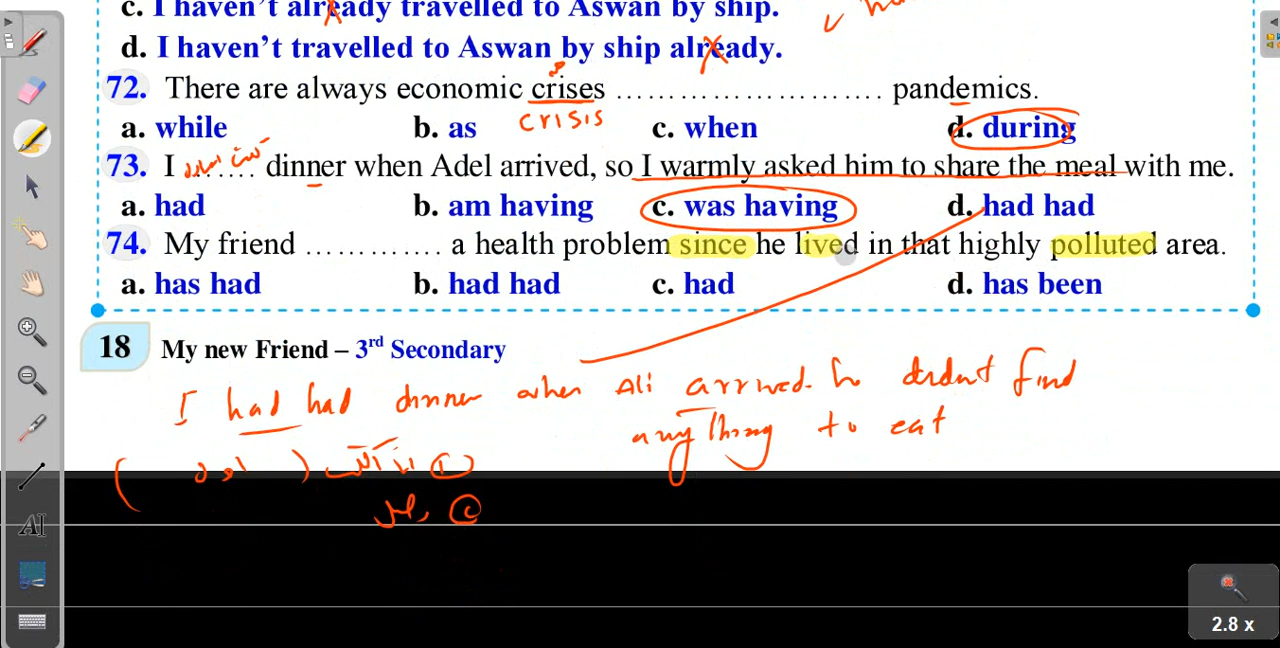 c. I haven't already travelled to Aswan by ship.
d. I haven't travelled to Aswan by ship already.
72. There are always economic crises .......................... pandemics.
crisis
a. while b. as c. when d. during
73. I ........ dinner when Adel arrived, so I warmly asked him to share the meal with me.
a. had b. am having c. was having d. had had
74. My friend ............. a health problem since he lived in that highly polluted area.
a. has had b. had had c. had d. has been
18 My new Friend – 3rd Secondary
I had had dinner when Ali arrived. he didn't find
anything to eat
AI
2.8 x